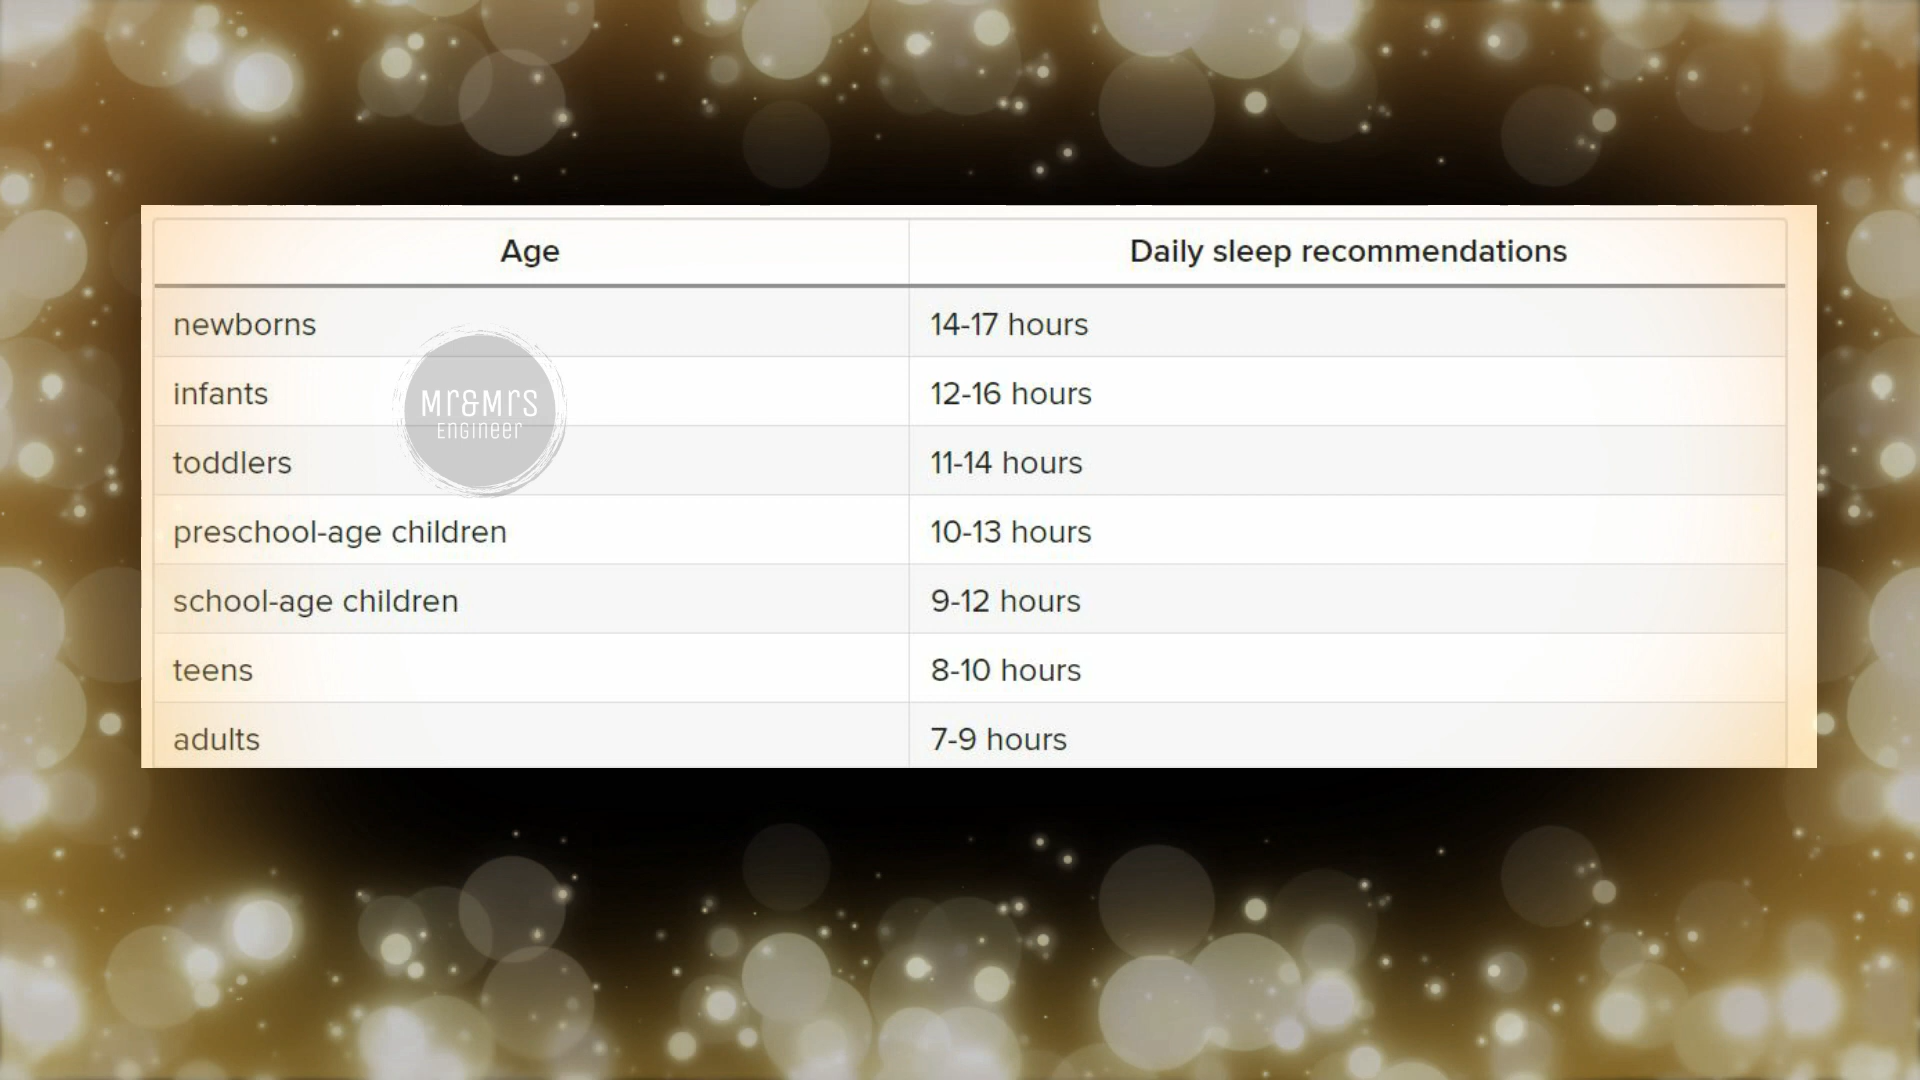 Age Daily sleep recommendations
newborns 14-17 hours
infants 12-16 hours
Mr&Mrs
Engineer
toddlers 11-14 hours
preschool-age children 10-13 hours
school-age children 9-12 hours
teens 8-10 hours
adults 7-9 hours